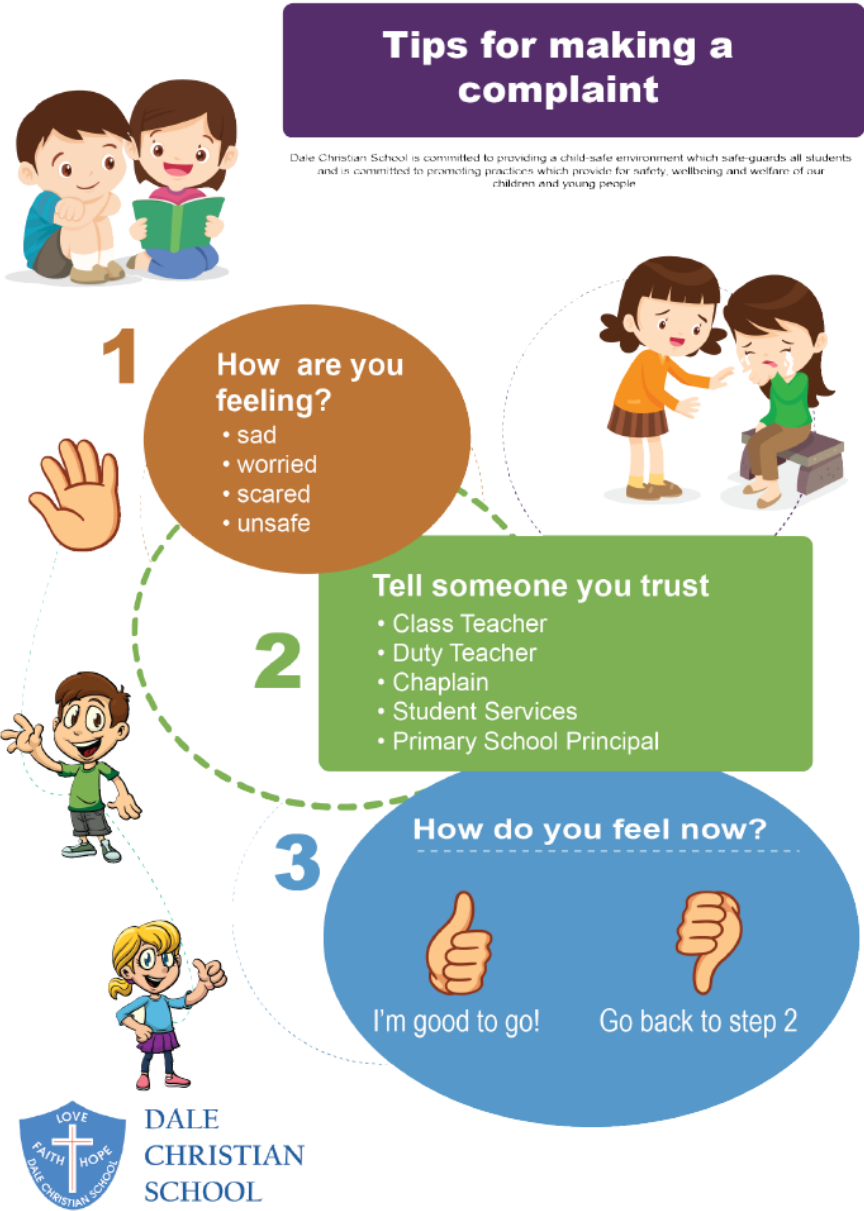 Tips for making a
complaint
Dale Christian School is committed to providing a child-safe environment which safe-guards all students
and is committed to promoting practices which provide for safety, wellbeing and welfare of our
children and young people
1
How are you
feeling?
• sad
• worried
• scared
• unsafe
2
Tell someone you trust
• Class Teacher
• Duty Teacher
• Chaplain
• Student Services
• Primary School Principal
3
How do you feel now?
I'm good to go!
Go back to step 2
LOVE
FAITH HOPE
DALE CHRISTIAN SCHOOL
DALE
CHRISTIAN
SCHOOL